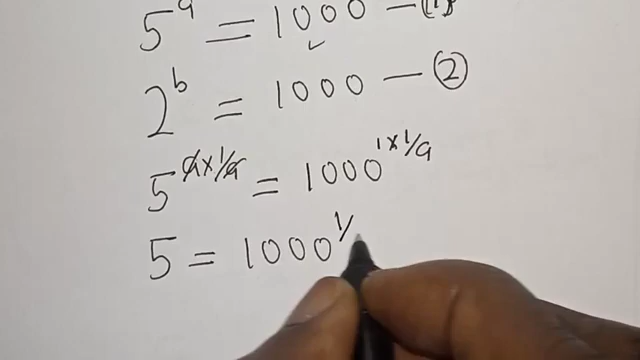 5^a = 1000 — (1)
2^b = 1000 — (2)
5^(a×1/a) = 1000^(1×1/a)
5 = 1000^(1/